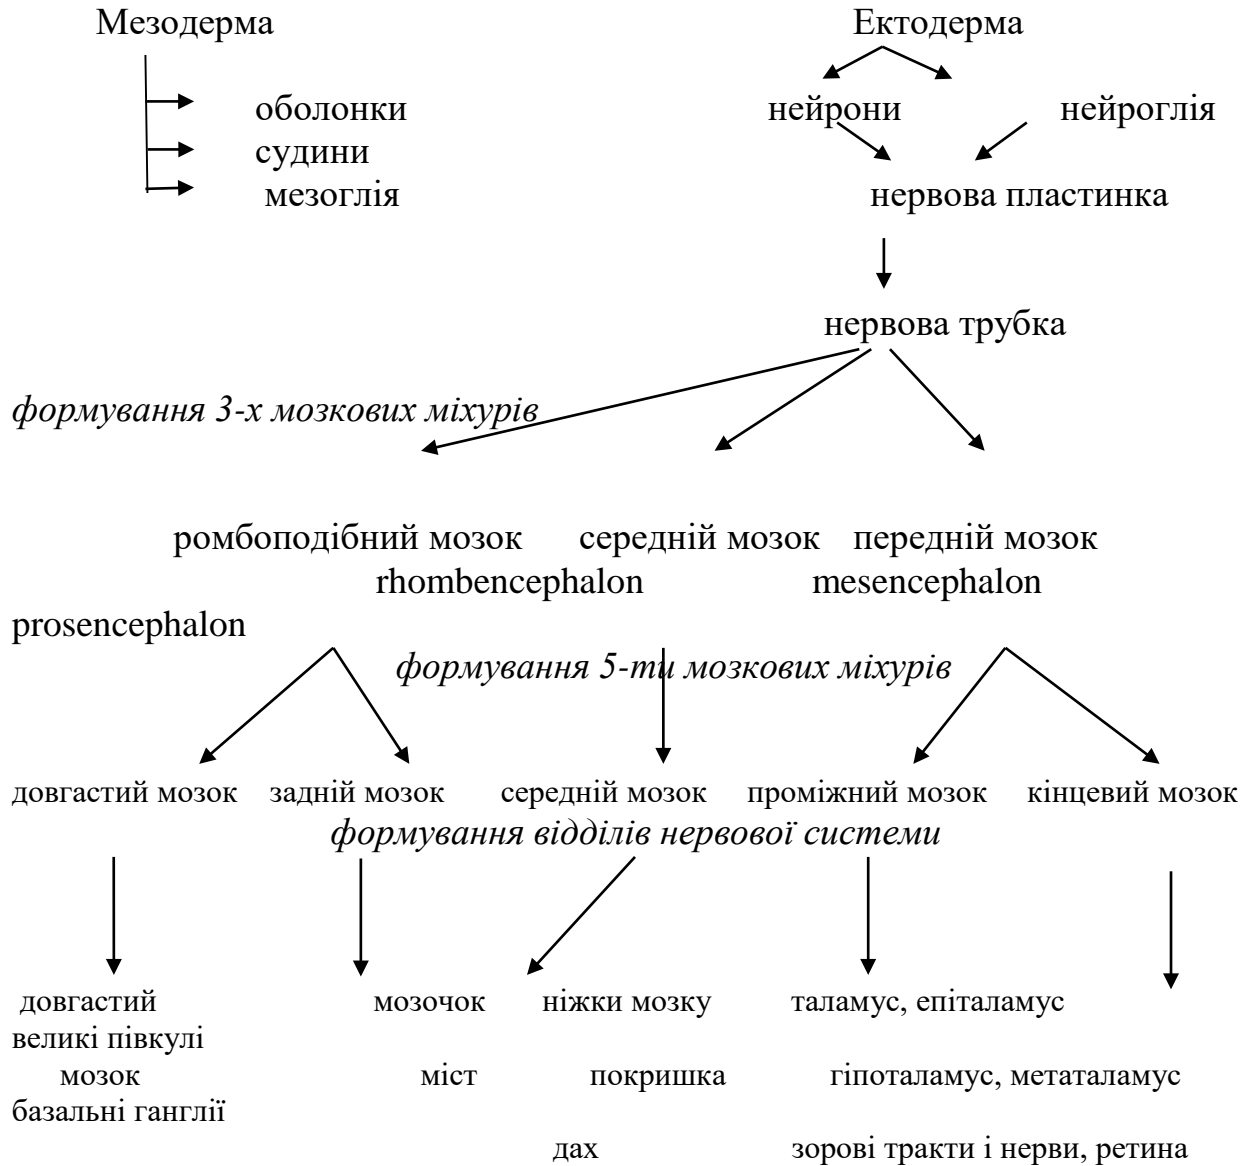 Мезодерма Ектодерма
оболонки нейрони нейроглія
судини
мезоглія нервова пластинка
нервова трубка
формування 3-х мозкових міхурів
ромбоподібний мозок середній мозок передній мозок
rhombencephalon mesencephalon
prosencephalon
формування 5-ти мозкових міхурів
довгастий мозок задній мозок середній мозок проміжний мозок кінцевий мозок
формування відділів нервової системи
довгастий мозочок ніжки мозку таламус, епіталамус
великі півкулі
мозок міст покришка гіпоталамус, метаталамус
базальні ганглії
дах зорові тракти і нерви, ретина